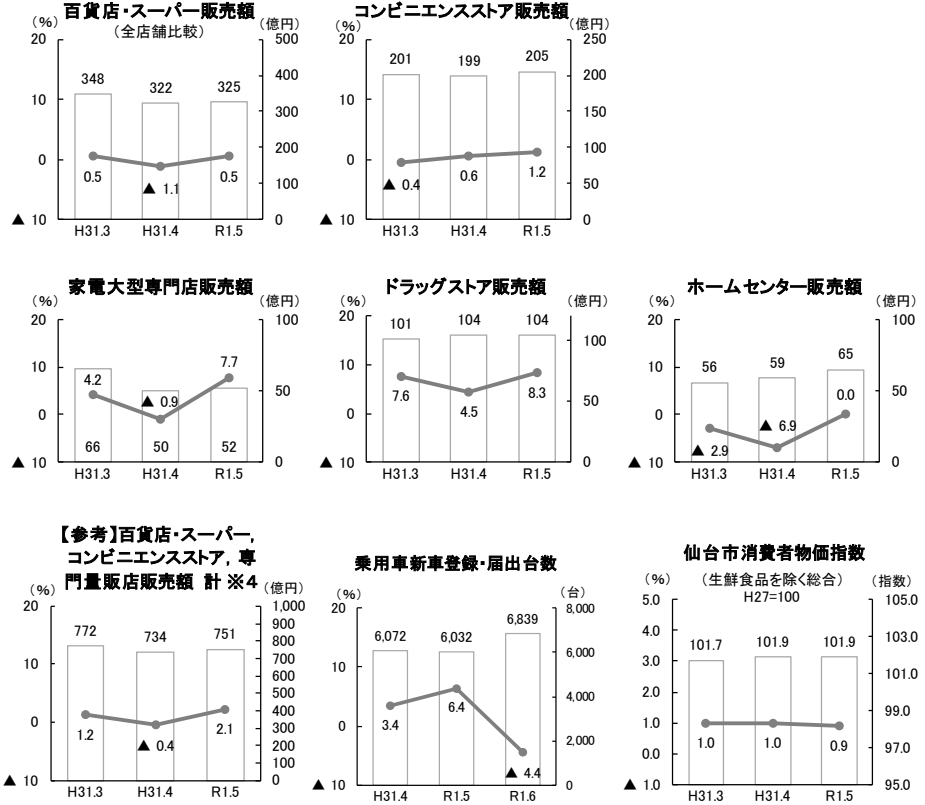 百貨店・スーパー販売額
（全店舗比較）
（%）
（億円）
20
10
0
▲ 10
500
400
300
200
100
0
348
322
325
0.5
▲ 1.1
0.5
H31.3
H31.4
R1.5
コンビニエンスストア販売額
（%）
（億円）
20
10
0
▲ 10
250
200
150
100
50
0
201
199
205
▲ 0.4
0.6
1.2
H31.3
H31.4
R1.5
家電大型専門店販売額
（%）
（億円）
20
10
0
▲ 10
100
50
0
4.2
▲ 0.9
7.7
66
50
52
H31.3
H31.4
R1.5
ドラッグストア販売額
（%）
（億円）
20
10
0
▲ 10
100
50
0
101
104
104
7.6
4.5
8.3
H31.3
H31.4
R1.5
ホームセンター販売額
（%）
（億円）
20
10
0
▲ 10
100
50
0
56
59
65
▲ 2.9
▲ 6.9
0.0
H31.3
H31.4
R1.5
【参考】百貨店・スーパー，
コンビニエンスストア，専
門量販店販売額 計 ※４
（%）
（億円）
20
10
0
▲ 10
1,000
900
800
700
600
500
400
300
200
100
0
772
734
751
1.2
▲ 0.4
2.1
H31.3
H31.4
R1.5
乗用車新車登録・届出台数
（%）
（台）
20
10
0
▲ 10
8,000
6,000
4,000
2,000
0
6,072
6,032
6,839
3.4
6.4
▲ 4.4
H31.4
R1.5
R1.6
仙台市消費者物価指数
（生鮮食品を除く総合）
H27=100
（%）
（指数）
5.0
4.0
3.0
2.0
1.0
0.0
▲ 1.0
105.0
103.0
101.0
99.0
97.0
95.0
101.7
101.9
101.9
1.0
1.0
0.9
H31.3
H31.4
R1.5